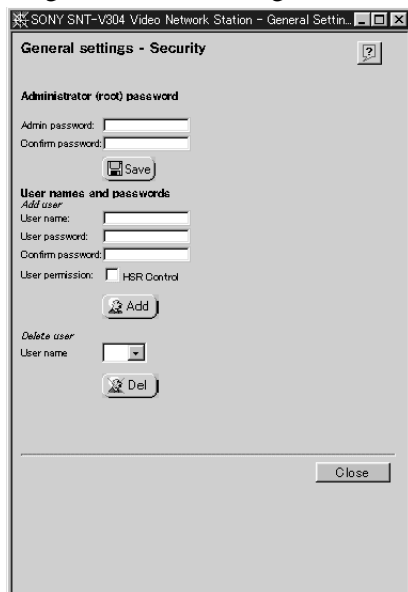 SONY SNT-V304 Video Network Station - General Settin...
General settings - Security
?
Administrator (root) password
Admin password:
Confirm password:
Save
User names and passwords
Add user
User name:
User password:
Confirm password:
User permission: HSR Control
Add
Delete user
User name
Del
Close